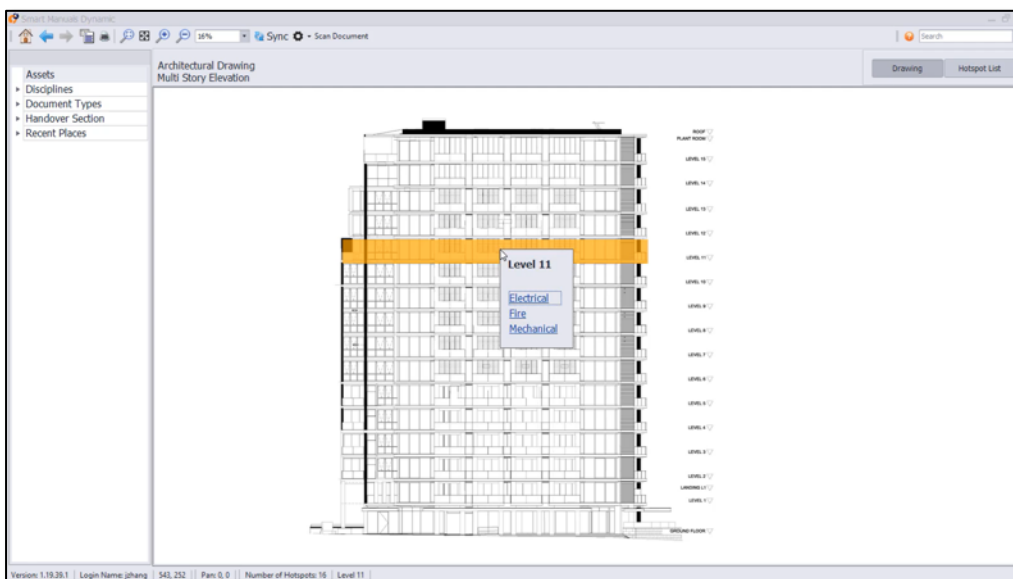 Smart Manuals Dynamic
16%
Sync
- Scan Document
Search
Assets
Disciplines
Document Types
Handover Section
Recent Places
Architectural Drawing
Multi Story Elevation
Drawing
Hotspot List
ROOF
PLANT ROOM
LEVEL 15
LEVEL 14
LEVEL 13
LEVEL 12
LEVEL 11
LEVEL 10
LEVEL 9
LEVEL 8
LEVEL 7
LEVEL 6
LEVEL 5
LEVEL 4
LEVEL 3
LEVEL 2
LANDING L1
LEVEL 1
GROUND FLOOR
Level 11
Electrical
Fire
Mechanical
Version: 1.19.39.1 | Login Name: jzhang | 543, 252 | Pan: 0, 0 | Number of Hotspots: 16 | Level 11